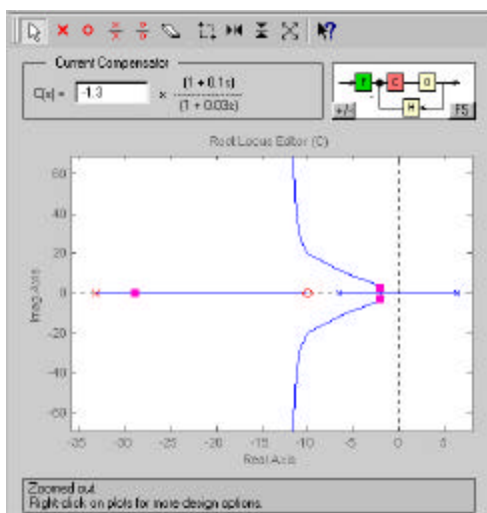 Current Compensator
C(s) =
-1.3
x
(1 + 0.1s)
(1 + 0.03s)
F
C
G
H
+/-
FS
Root Locus Editor (C)
Imag Axis
60
40
20
0
-20
-40
-60
-35
-30
-25
-20
-15
-10
-5
0
5
Real Axis
Zoomed out.
Right-click on plots for more design options.